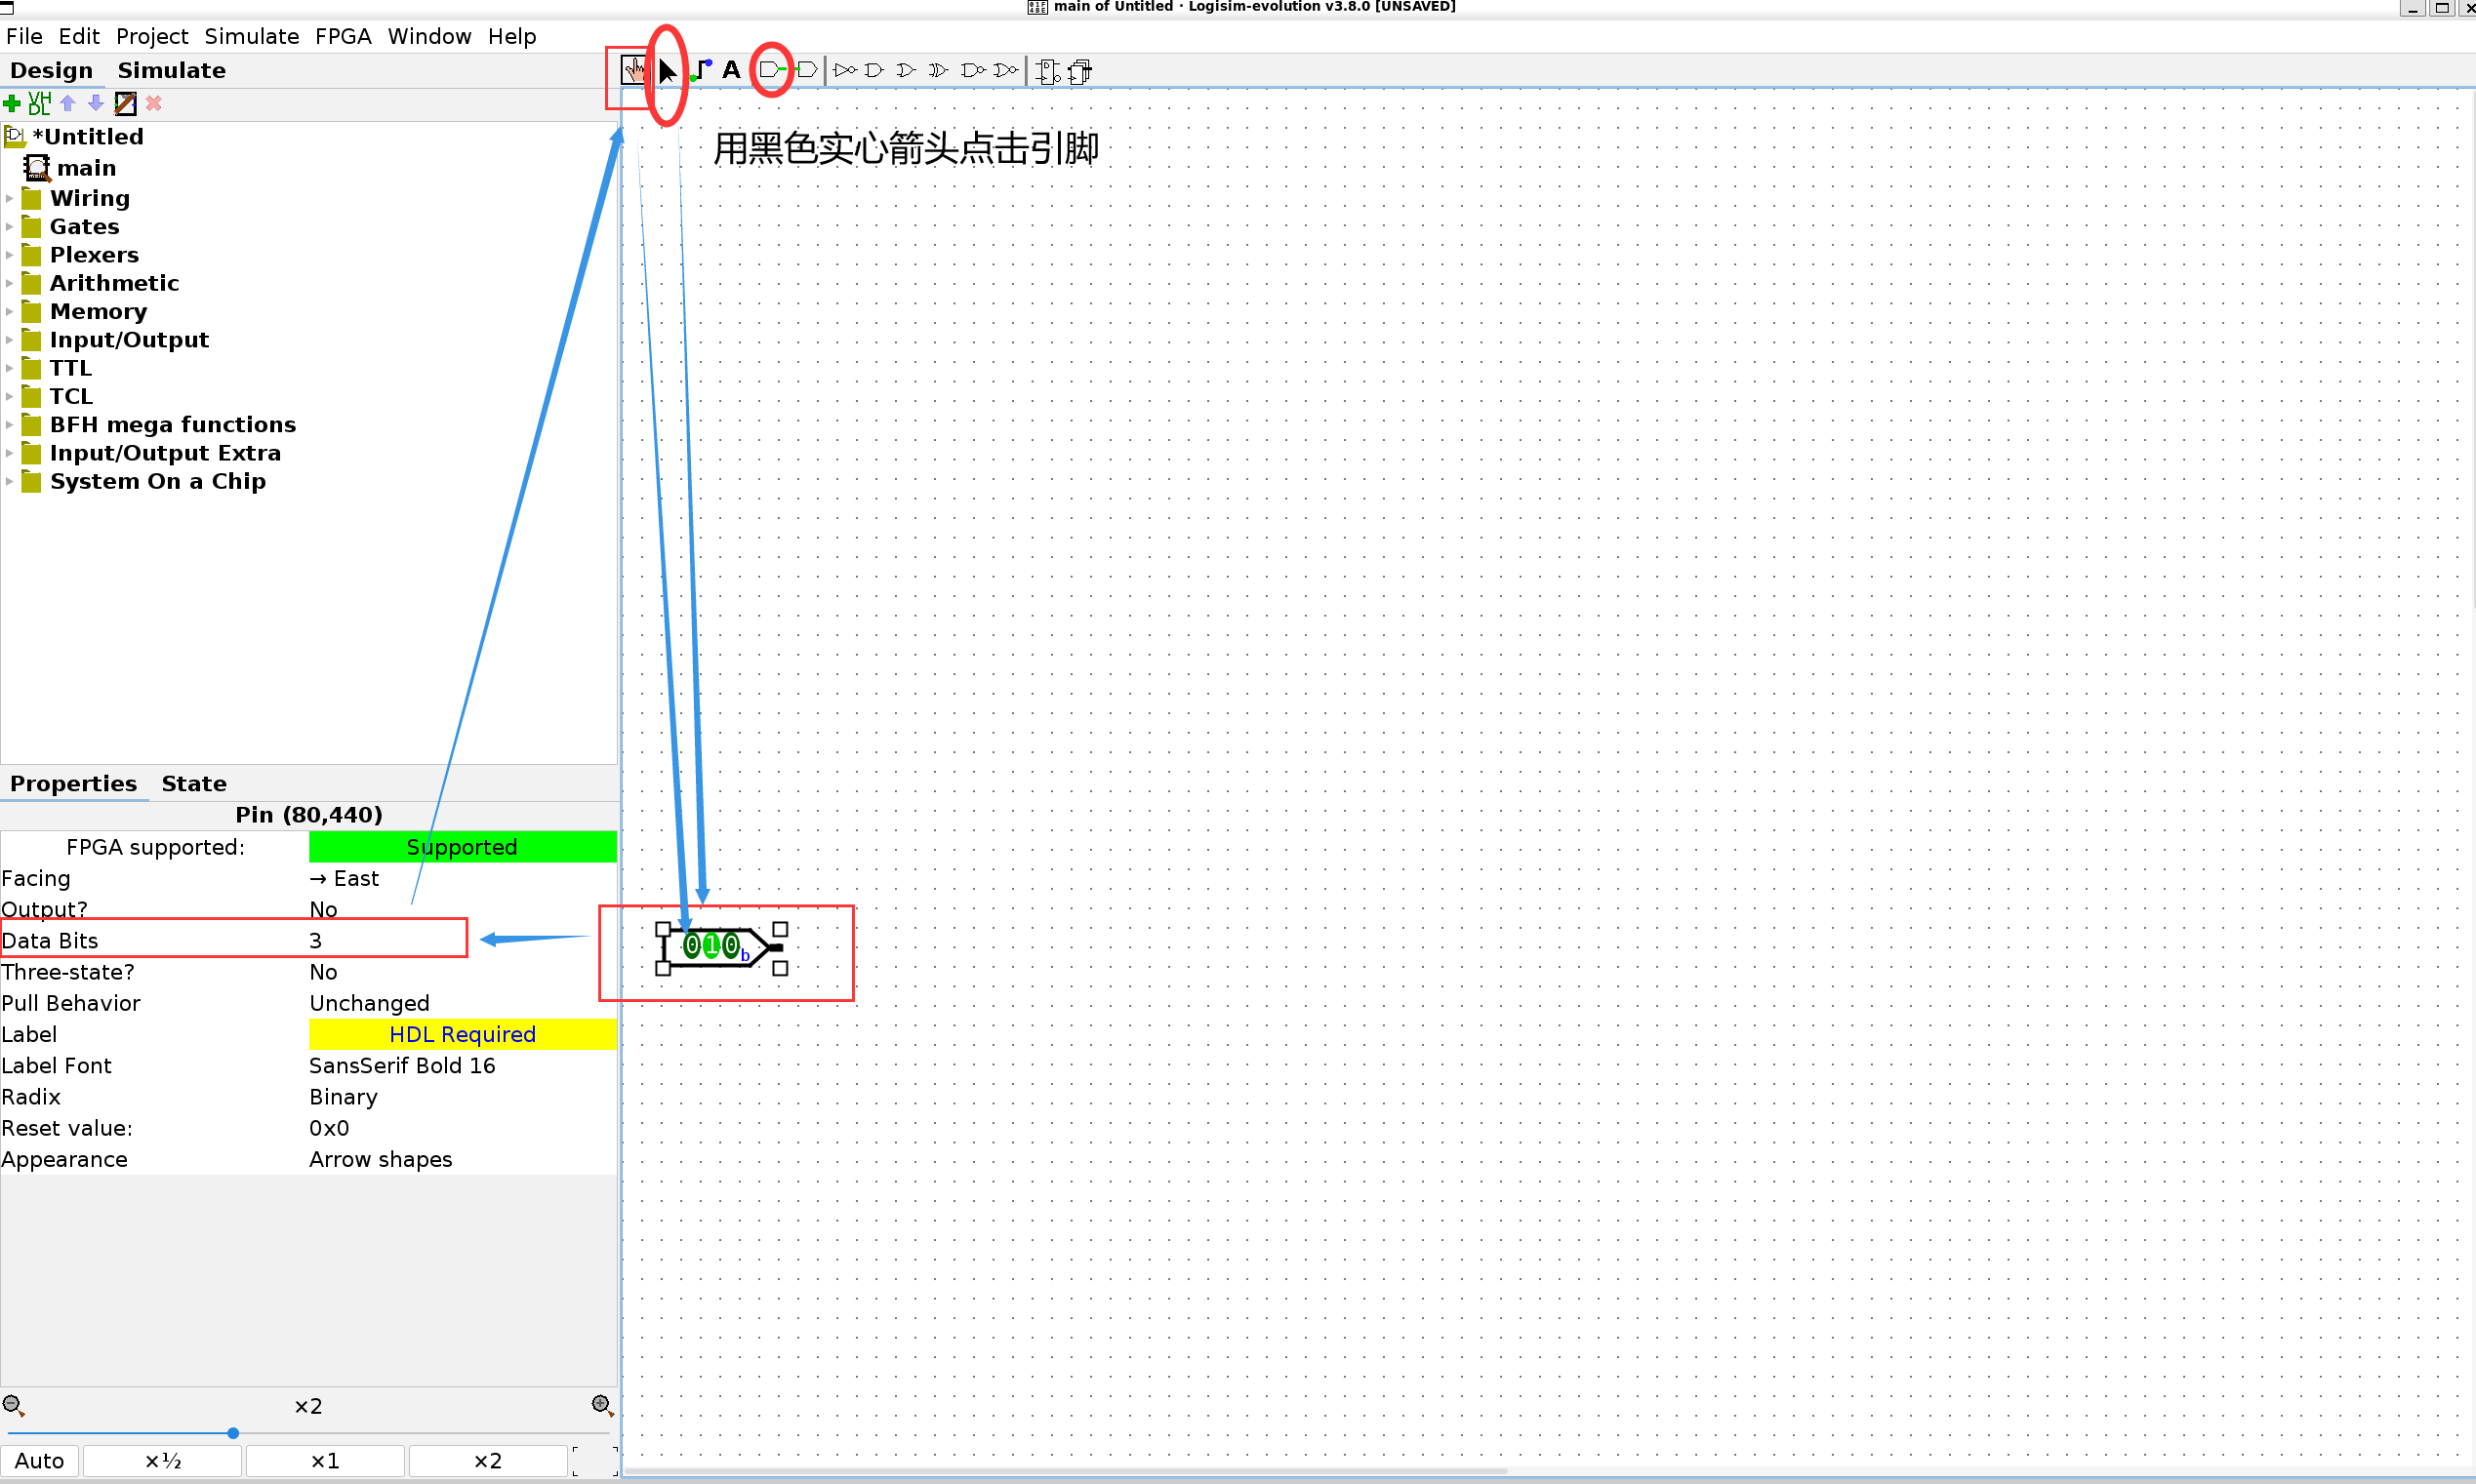 main of Untitled · Logisim-evolution v3.8.0 [UNSAVED]
File Edit Project Simulate FPGA Window Help
Design Simulate
A
VHDL
*Untitled
main
Wiring
Gates
Plexers
Arithmetic
Memory
Input/Output
TTL
TCL
BFH mega functions
Input/Output Extra
System On a Chip
用黑色实心箭头点击引脚
Properties State
Pin (80,440)
FPGA supported: Supported
Facing → East
Output? No
Data Bits 3
Three-state? No
Pull Behavior Unchanged
Label HDL Required
Label Font SansSerif Bold 16
Radix Binary
Reset value: 0x0
Appearance Arrow shapes
010b
×2
Auto ×½ ×1 ×2